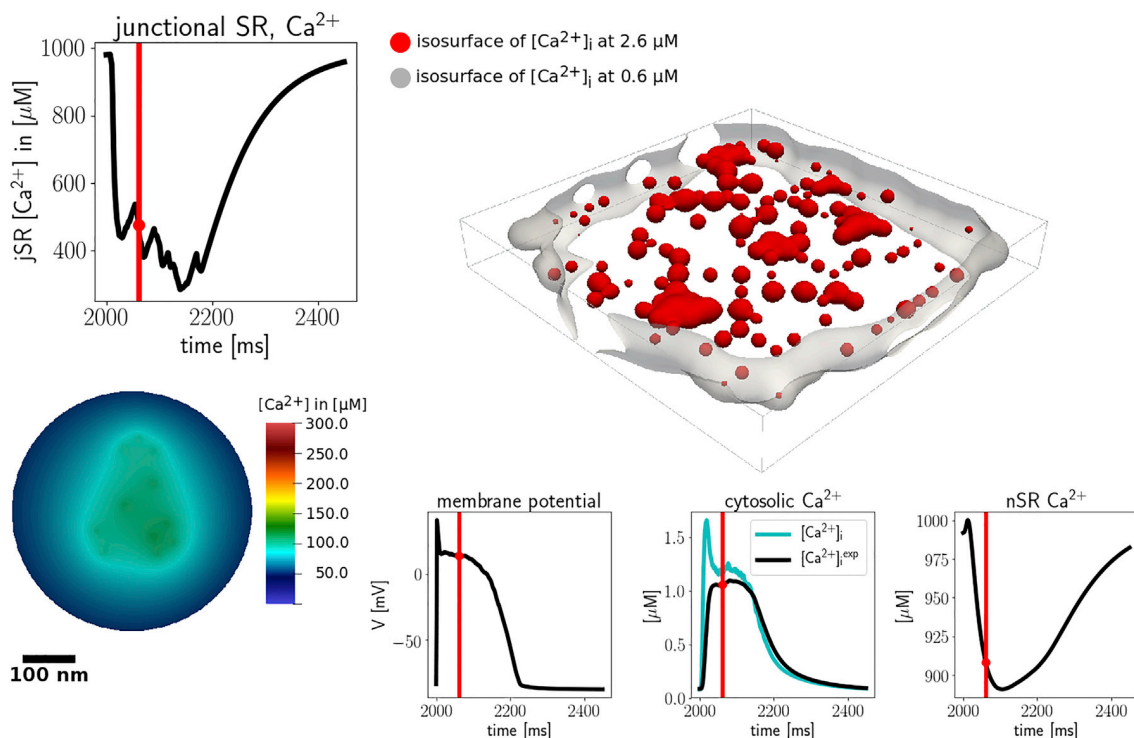 junctional SR, Ca²⁺
jSR [Ca²⁺] in [μM]
1000
800
600
400
2000
2200
2400
time [ms]
isosurface of [Ca²⁺]ᵢ at 2.6 μM
isosurface of [Ca²⁺]ᵢ at 0.6 μM
[Ca²⁺] in [μM]
300.0
250.0
200.0
150.0
100.0
50.0
100 nm
membrane potential
V [mV]
0
−50
2000
2200
2400
time [ms]
cytosolic Ca²⁺
[μM]
1.5
1.0
0.5
0.0
[Ca²⁺]ᵢ
[Ca²⁺]ᵢᵉˣᵖ
2000
2200
2400
time [ms]
nSR Ca²⁺
[μM]
1000
975
950
925
900
2000
2200
2400
time [ms]